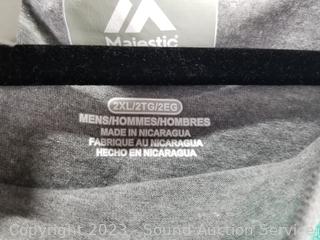 Majestic
2XL/2TG/2EG
MENS/HOMMES/HOMBRES
MADE IN NICARAGUA
FABRIQUE AU NICARAGUA
HECHO EN NICARAGUA
Copyright 2023 - Sound Auction Service